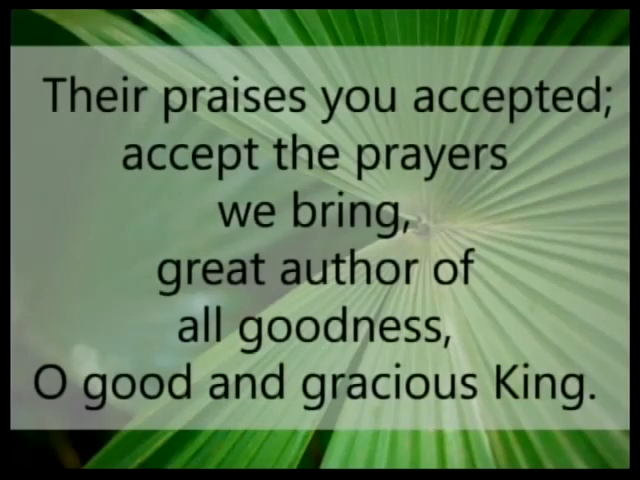 Their praises you accepted;
accept the prayers
we bring,
great author of
all goodness,
O good and gracious King.